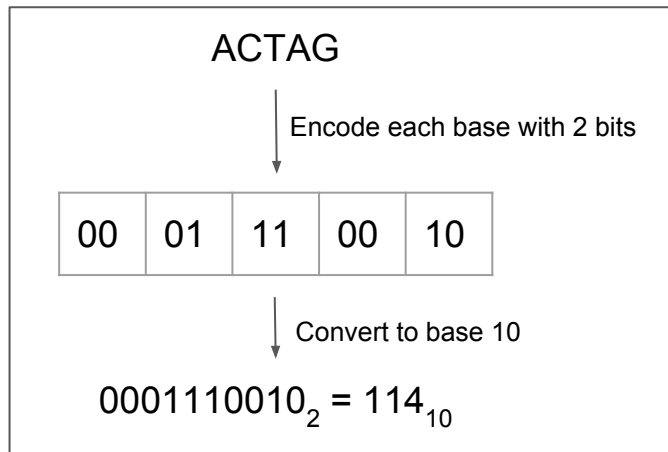 ACTAG
Encode each base with 2 bits
00 01 11 00 10
Convert to base 10
0001110010₂ = 114₁₀